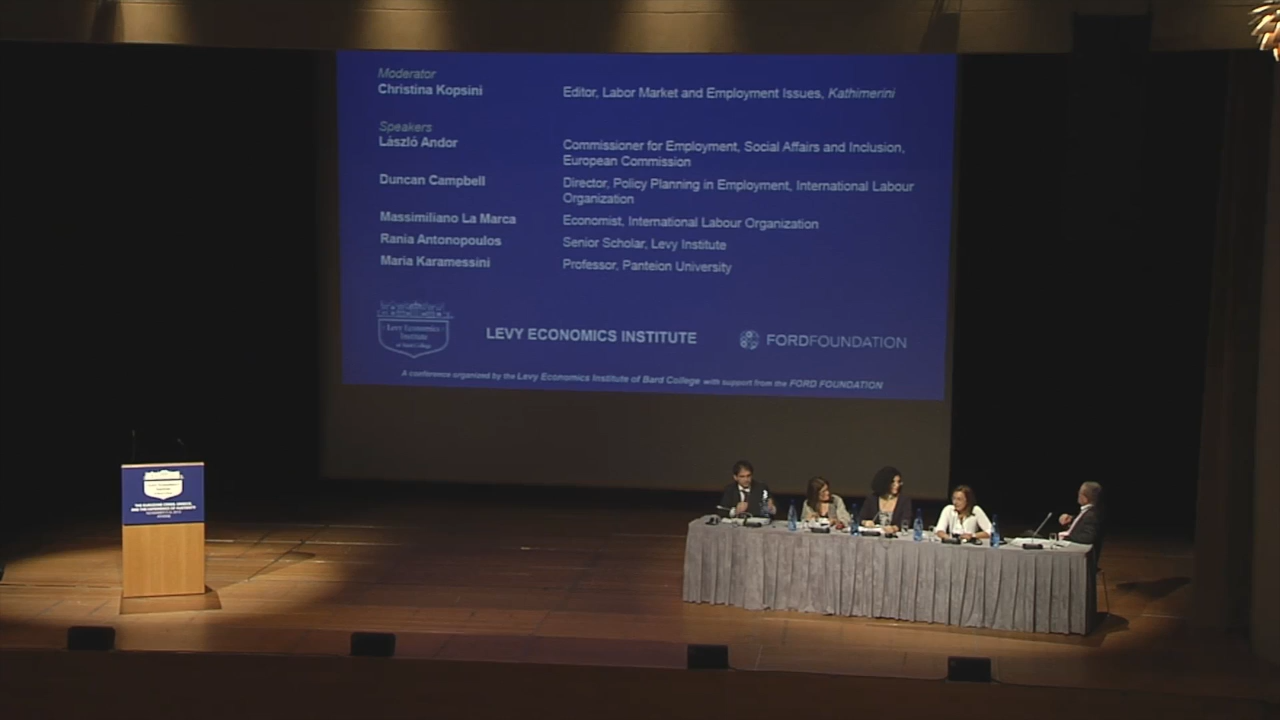 Moderator
Christina Kopsini Editor, Labor Market and Employment Issues, Kathimerini
Speakers
László Andor Commissioner for Employment, Social Affairs and Inclusion,
European Commission
Duncan Campbell Director, Policy Planning in Employment, International Labour
Organization
Massimiliano La Marca Economist, International Labour Organization
Rania Antonopoulos Senior Scholar, Levy Institute
Maria Karamessini Professor, Panteion University
Levy Economics
Institute
of Bard College
LEVY ECONOMICS INSTITUTE
FORDFOUNDATION
A conference organized by the Levy Economics Institute of Bard College with support from the FORD FOUNDATION